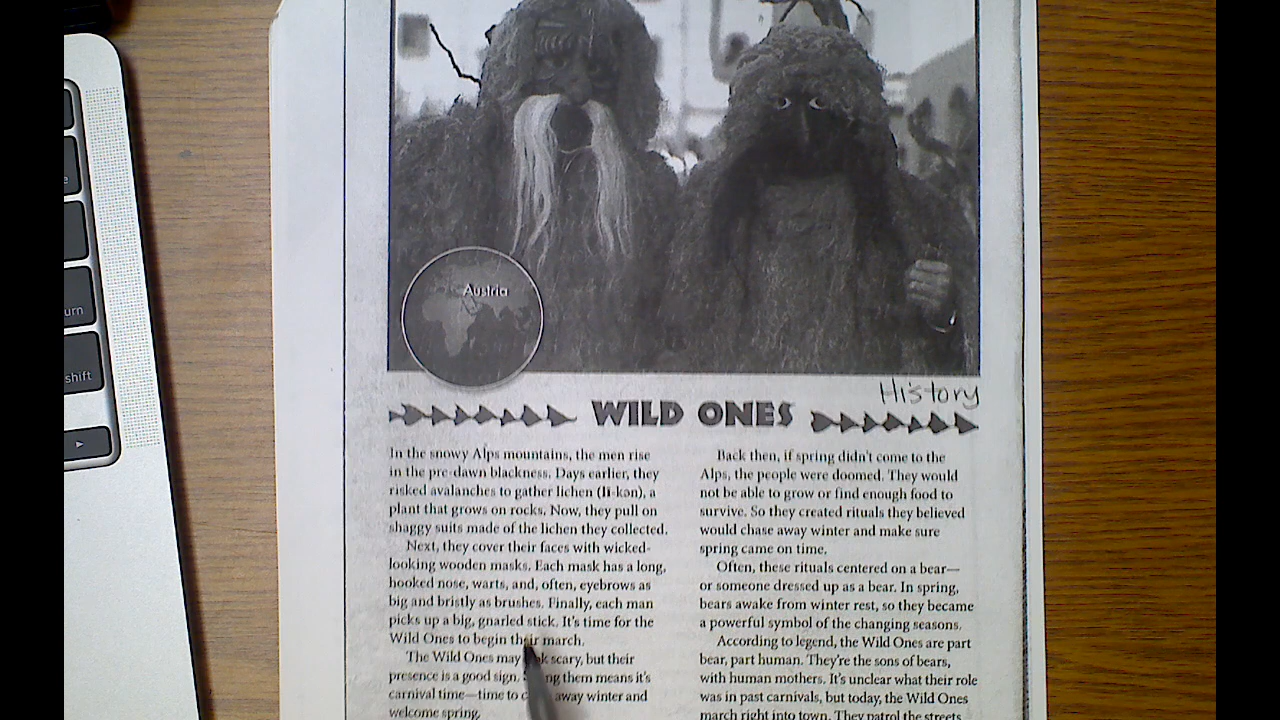 Austria
History
WILD ONES
In the snowy Alps mountains, the men rise
in the pre-dawn blackness. Days earlier, they
risked avalanches to gather lichen (li-kən), a
plant that grows on rocks. Now, they pull on
shaggy suits made of the lichen they collected.
Next, they cover their faces with wicked-
looking wooden masks. Each mask has a long,
hooked nose, warts, and, often, eyebrows as
big and bristly as brushes. Finally, each man
picks up a big, gnarled stick. It's time for the
Wild Ones to begin their march.
The Wild Ones may scary, but their
presence is a good sign. them means it's
carnival time—time to away winter and
welcome spring.
Back then, if spring didn't come to the
Alps, the people were doomed. They would
not be able to grow or find enough food to
survive. So they created rituals they believed
would chase away winter and make sure
spring came on time.
Often, these rituals centered on a bear—
or someone dressed up as a bear. In spring,
bears awake from winter rest, so they became
a powerful symbol of the changing seasons.
According to legend, the Wild Ones are part
bear, part human. They're the sons of bears,
with human mothers. It's unclear what their role
was in past carnivals, but today, the Wild Ones
march right into town. They patrol the streets
shift